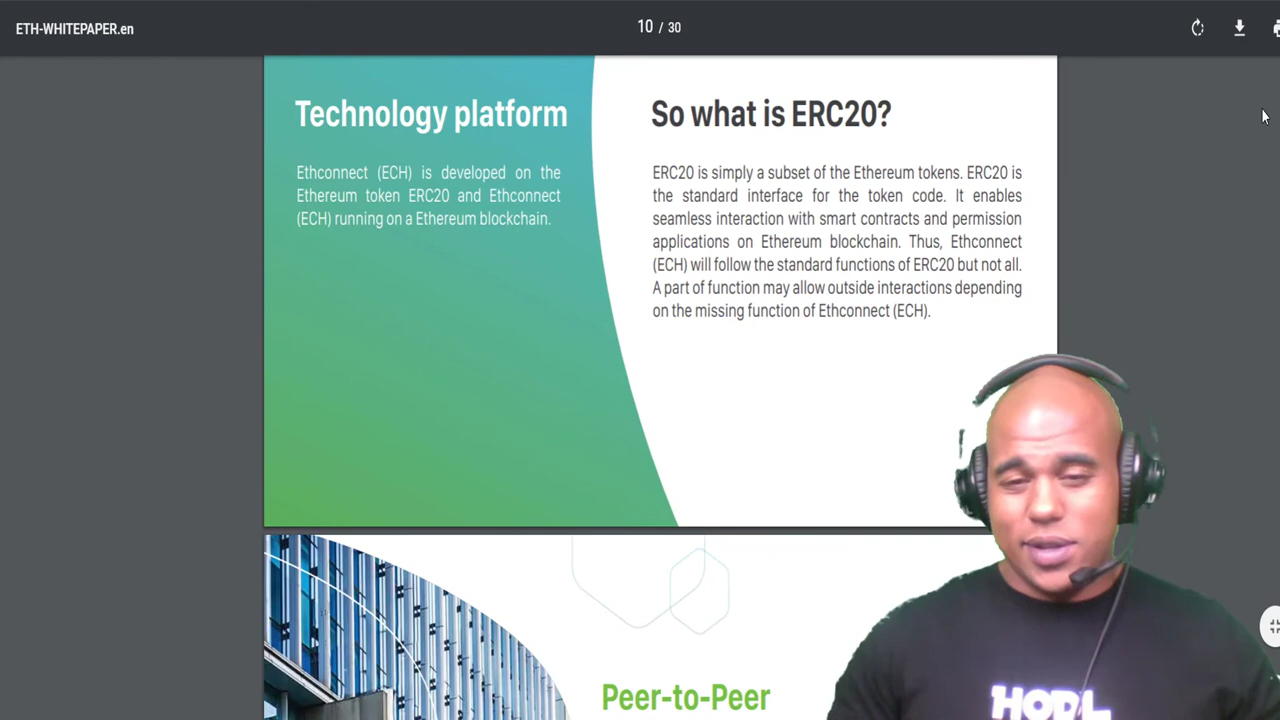 ETH-WHITEPAPER.en
10 / 30
Technology platform
Ethconnect (ECH) is developed on the
Ethereum token ERC20 and Ethconnect
(ECH) running on a Ethereum blockchain.
So what is ERC20?
ERC20 is simply a subset of the Ethereum tokens. ERC20 is
the standard interface for the token code. It enables
seamless interaction with smart contracts and permission
applications on Ethereum blockchain. Thus, Ethconnect
(ECH) will follow the standard functions of ERC20 but not all.
A part of function may allow outside interactions depending
on the missing function of Ethconnect (ECH).
Peer-to-Peer
HODL